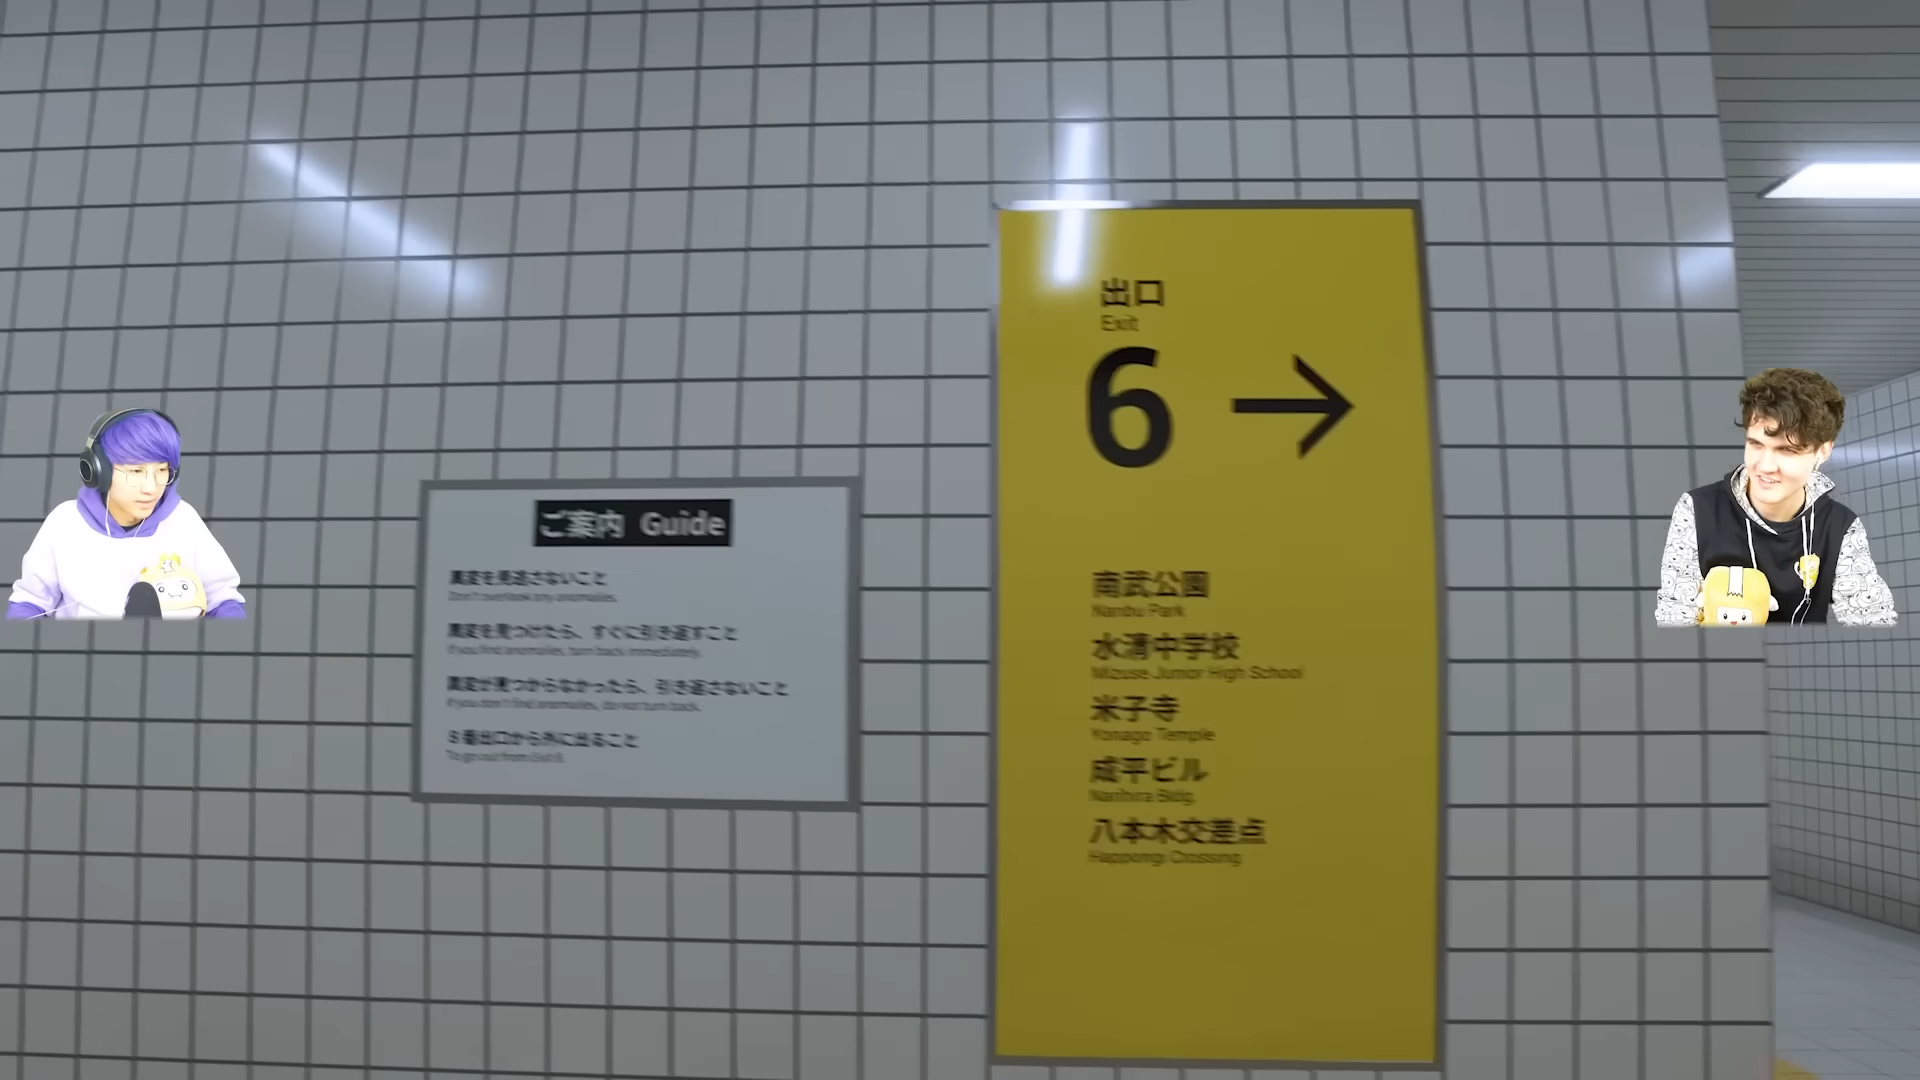 ご案内 Guide
異変を見逃さないこと
Don't overlook any anomalies.
異変を見つけたら、すぐに引き返すこと
If you find anomalies, turn back immediately.
異変が見つからなかったら、引き返さないこと
If you don't find anomalies, do not turn back.
8番出口から外に出ること
To go out from Exit 8.
出口
Exit
6 →
南武公園
Nanbu Park
水清中学校
Mizuse Junior High School
米子寺
Yonago Temple
成平ビル
Narihira Bldg.
八本木交差点
Happongi Crossing